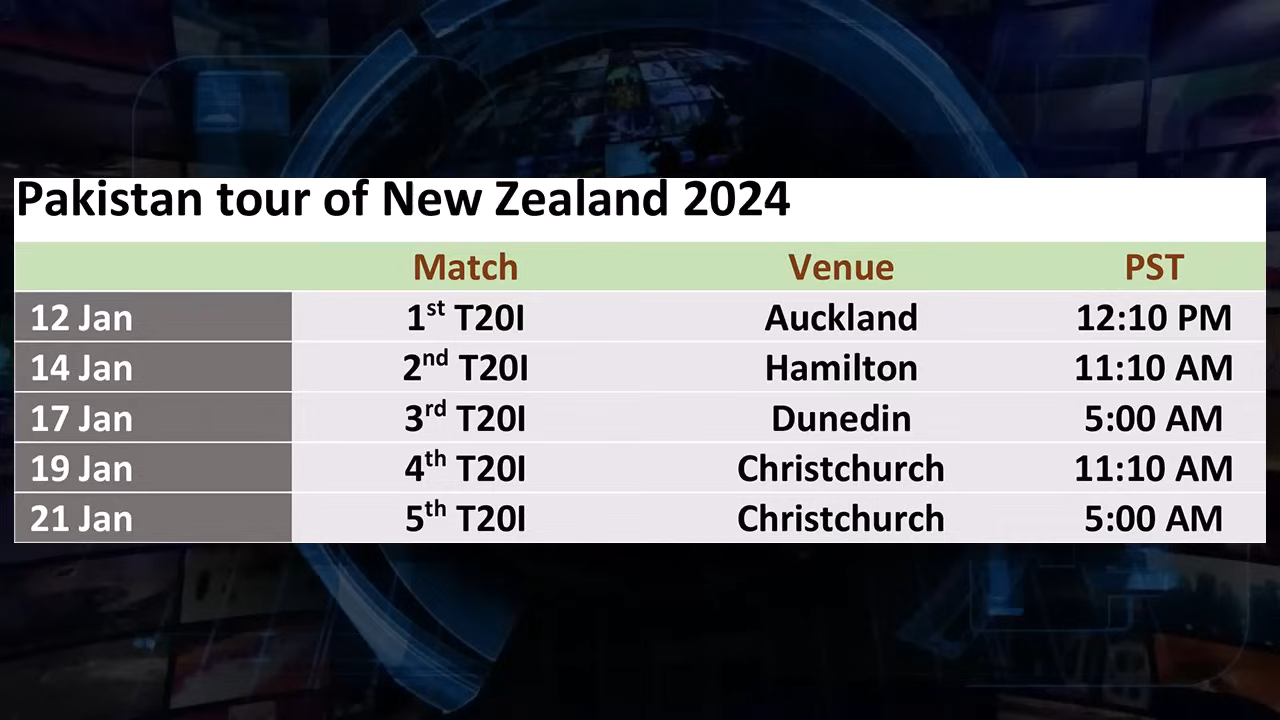 Pakistan tour of New Zealand 2024
Match Venue PST
12 Jan 1st T20I Auckland 12:10 PM
14 Jan 2nd T20I Hamilton 11:10 AM
17 Jan 3rd T20I Dunedin 5:00 AM
19 Jan 4th T20I Christchurch 11:10 AM
21 Jan 5th T20I Christchurch 5:00 AM